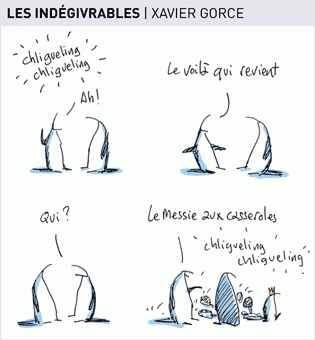 LES INDÉGIVRABLES | XAVIER GORCE
chligueling
chligueling
Ah!
Le voilà qui revient
Qui?
Le Messie aux casseroles
chligueling
chligueling